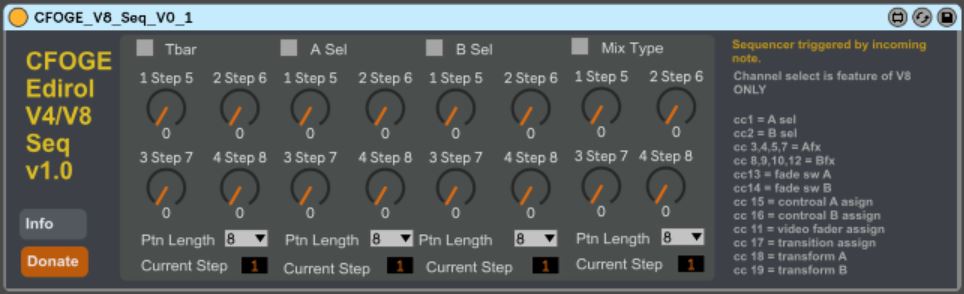 CFOGE_V8_Seq_V0_1
CFOGE
Edirol
V4/V8
Seq
v1.0
Info
Donate
Tbar
A Sel
B Sel
Mix Type
1 Step 5 2 Step 6 1 Step 5 2 Step 6 1 Step 5 2 Step 6 1 Step 5 2 Step 6
0 0 0 0 0 0 0 0
3 Step 7 4 Step 8 3 Step 7 4 Step 8 3 Step 7 4 Step 8 3 Step 7 4 Step 8
0 0 0 0 0 0 0 0
Ptn Length 8 Ptn Length 8 Ptn Length 8 Ptn Length 8
Current Step 1 Current Step 1 Current Step 1 Current Step 1
Sequencer triggered by incoming
note.
Channel select is feature of V8
ONLY
cc1 = A sel
cc2 = B sel
cc 3,4,5,7 = Afx
cc 8,9,10,12 = Bfx
cc13 = fade sw A
cc14 = fade sw B
cc 15 = controal A assign
cc 16 = controal B assign
cc 11 = video fader assign
cc 17 = transition assign
cc 18 = transform A
cc 19 = transform B